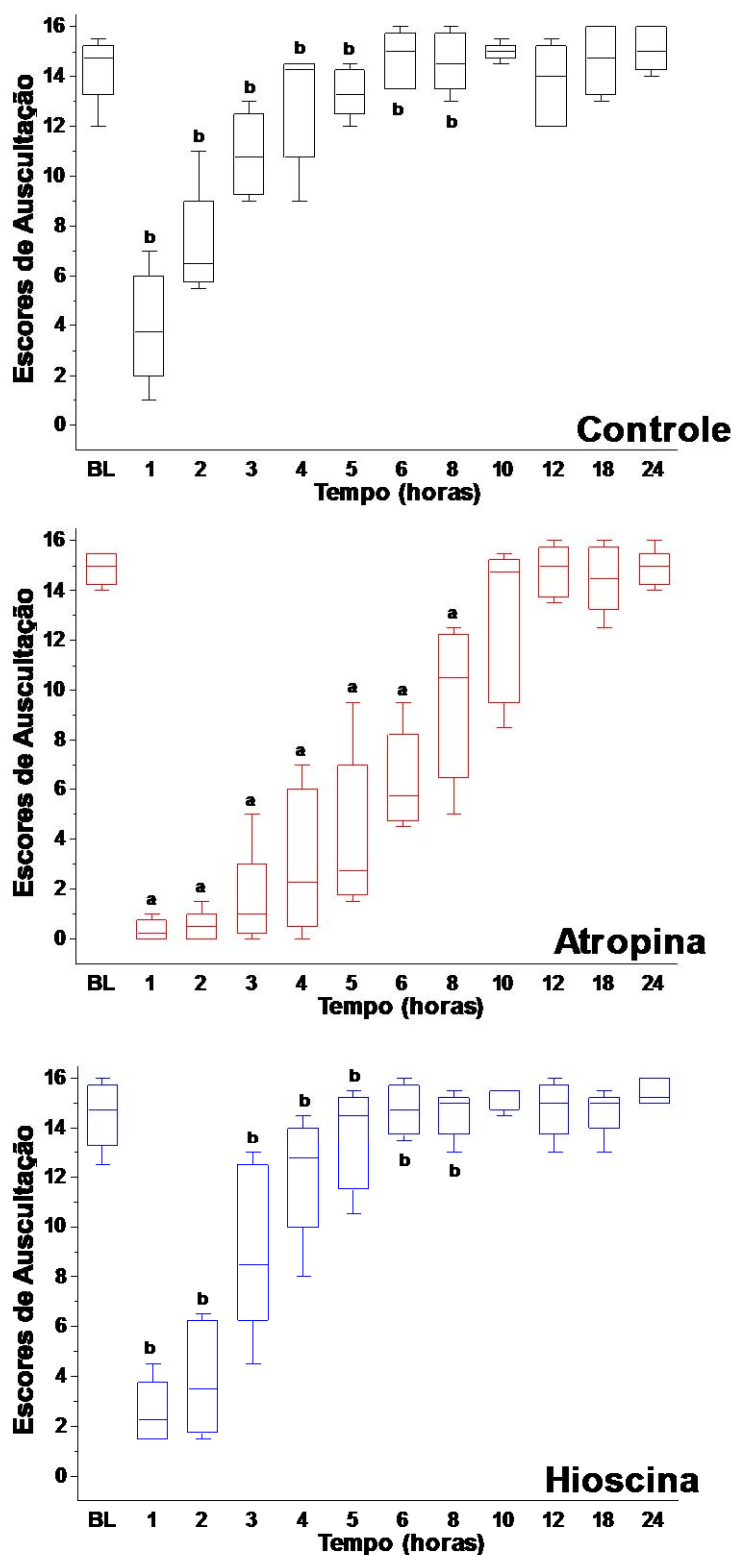 16
14
12
10
8
6
4
2
0
Escores de Auscultação
b
b
b
b
b
b
b
Controle
BL 1 2 3 4 5 6 8 10 12 18 24
Tempo (horas)
16
14
12
10
8
6
4
2
0
Escores de Auscultação
a
a
a
a
a
a
a
Atropina
BL 1 2 3 4 5 6 8 10 12 18 24
Tempo (horas)
16
14
12
10
8
6
4
2
0
Escores de Auscultação
b
b
b
b
b
b
b
Hioscina
BL 1 2 3 4 5 6 8 10 12 18 24
Tempo (horas)